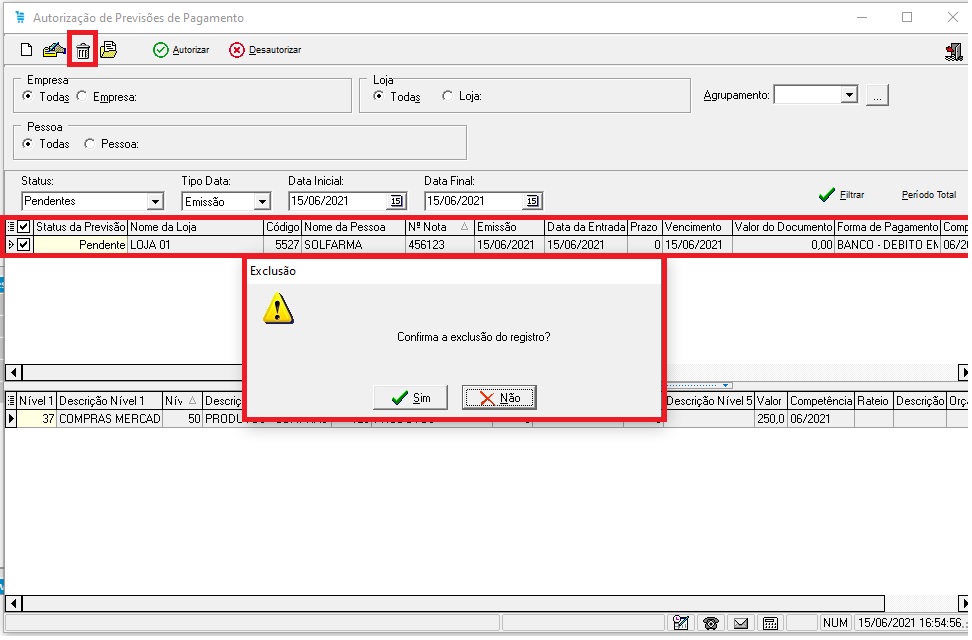 Autorização de Previsões de Pagamento
Autorizar Desautorizar
Empresa
Todas Empresa:
Loja
Todas Loja:
Agrupamento: ...
Pessoa
Todas Pessoa:
Status: Tipo Data: Data Inicial: Data Final:
Pendentes Emissão 15/06/2021 15 15/06/2021 15 Filtrar Período Total
Status da Previsão Nome da Loja Código Nome da Pessoa Nº Nota Emissão Data da Entrada Prazo Vencimento Valor do Documento Forma de Pagamento Comp
Pendente LOJA 01 5527 SOLFARMA 456123 15/06/2021 15/06/2021 0 15/06/2021 0,00 BANCO - DEBITO EM 06/20
Exclusão
Confirma a exclusão do registro?
Sim Não
Nível 1 Descrição Nível 1 Nív Descriç Descrição Nível 5 Valor Competência Rateio Descrição Orç
37 COMPRAS MERCAD 50 250,0 06/2021
NUM 15/06/2021 16:54:56